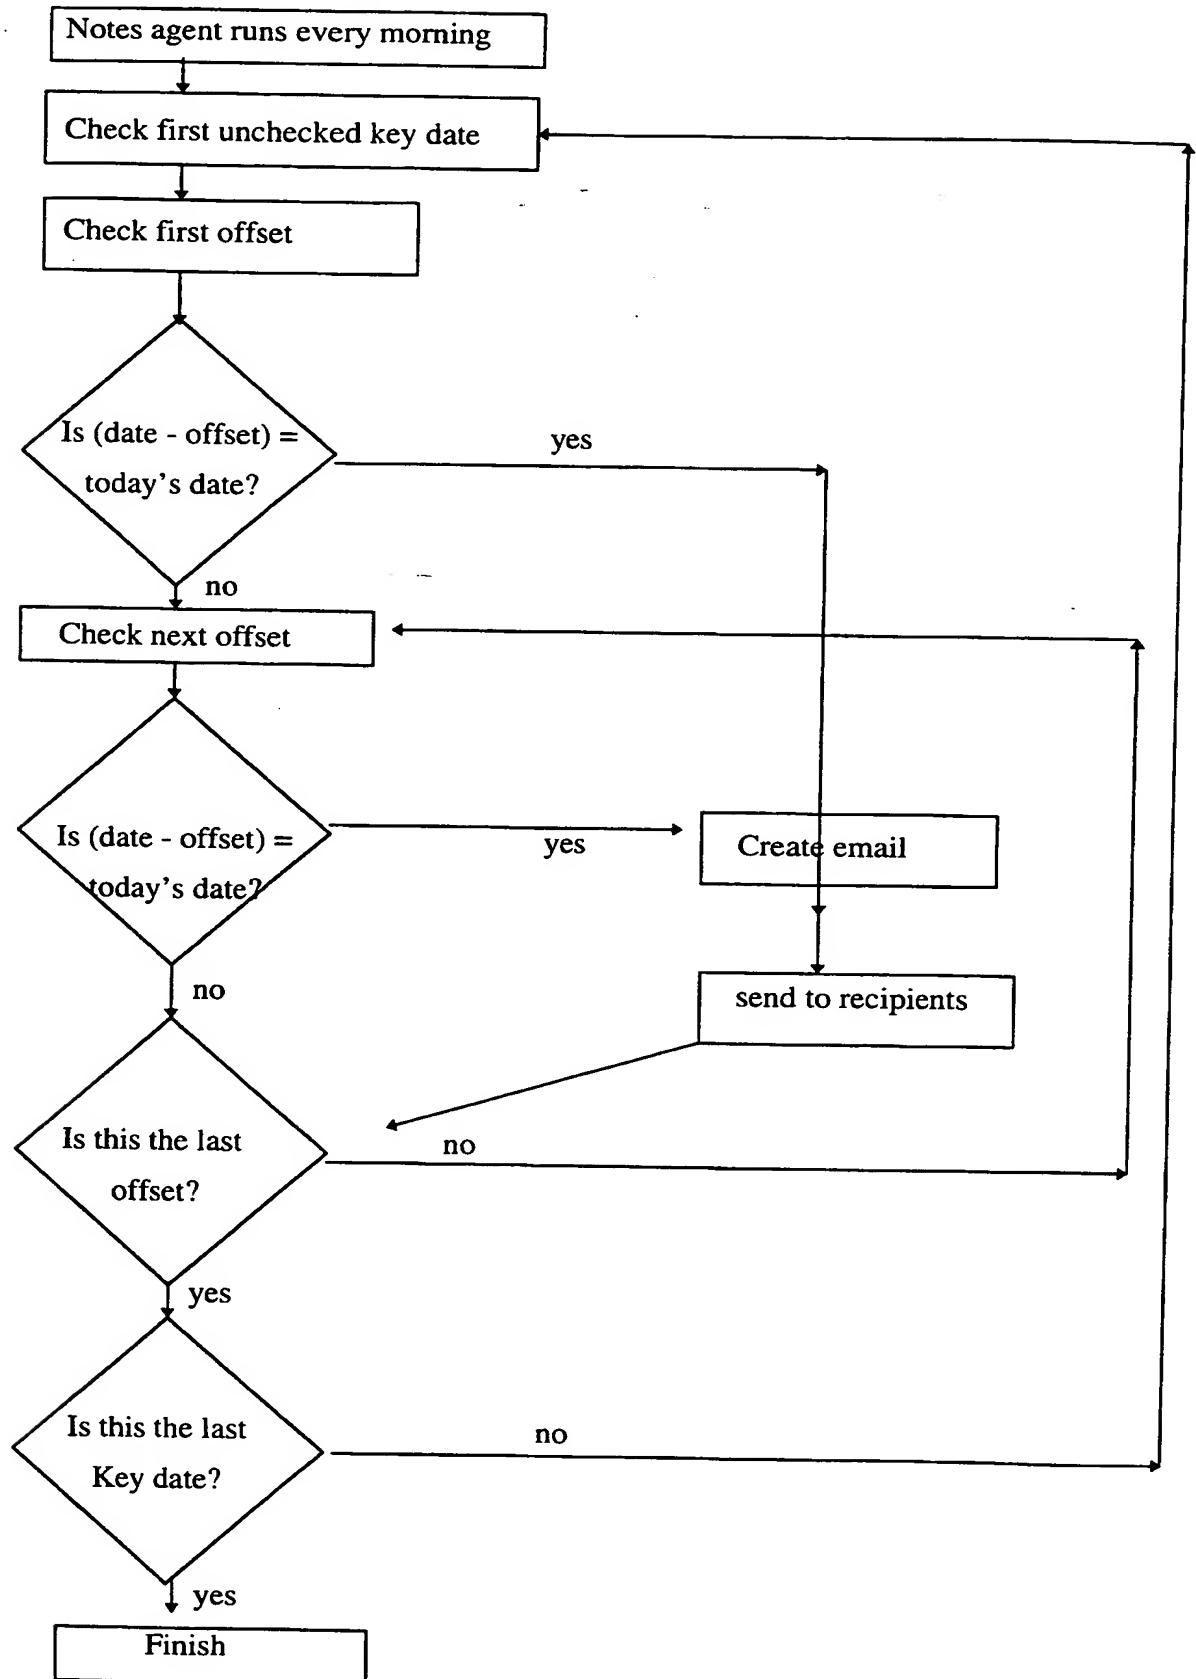 Notes agent runs every morning
Check first unchecked key date
Check first offset
Is (date - offset) =
today's date?
yes
no
Check next offset
Is (date - offset) =
today's date?
yes
Create email
no
send to recipients
Is this the last
offset?
no
yes
Is this the last
Key date?
no
yes
Finish